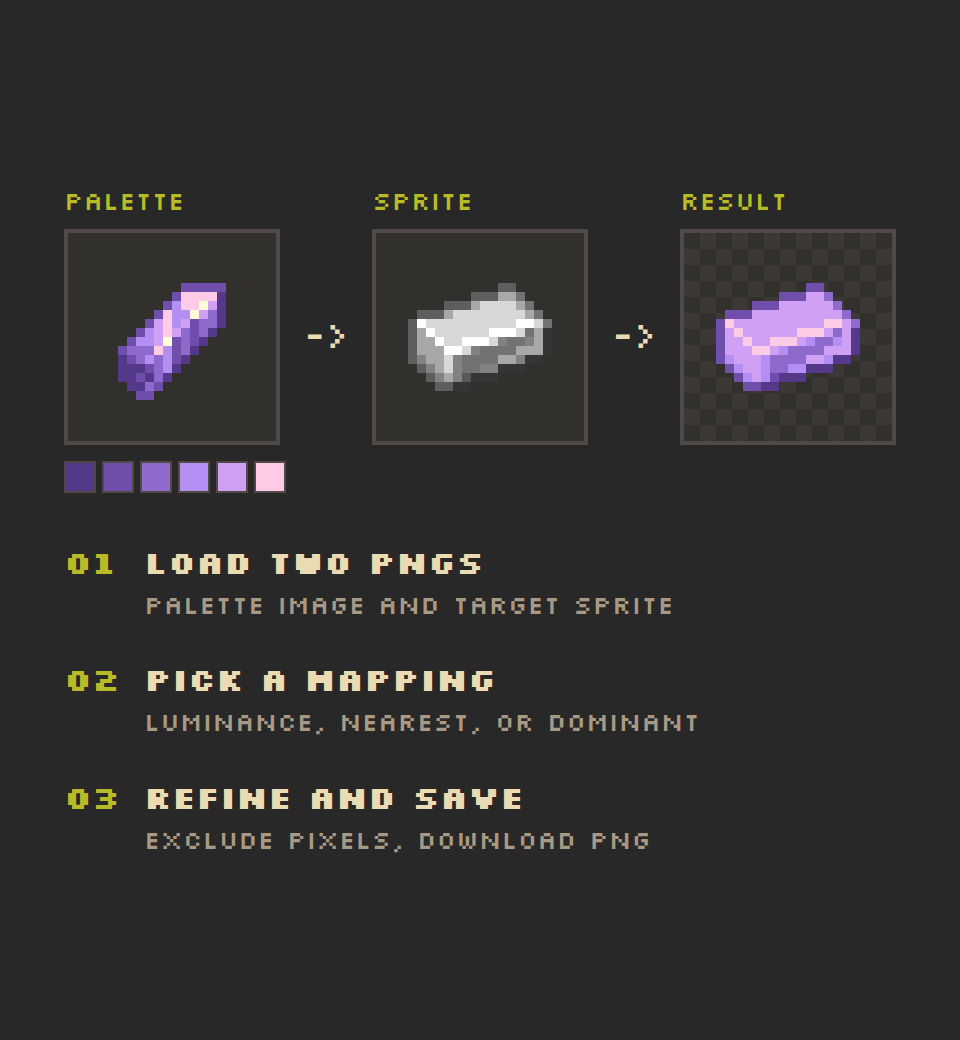 PALETTE -> SPRITE -> RESULT
01 LOAD TWO PNGS
PALETTE IMAGE AND TARGET SPRITE
02 PICK A MAPPING
LUMINANCE, NEAREST, OR DOMINANT
03 REFINE AND SAVE
EXCLUDE PIXELS, DOWNLOAD PNG